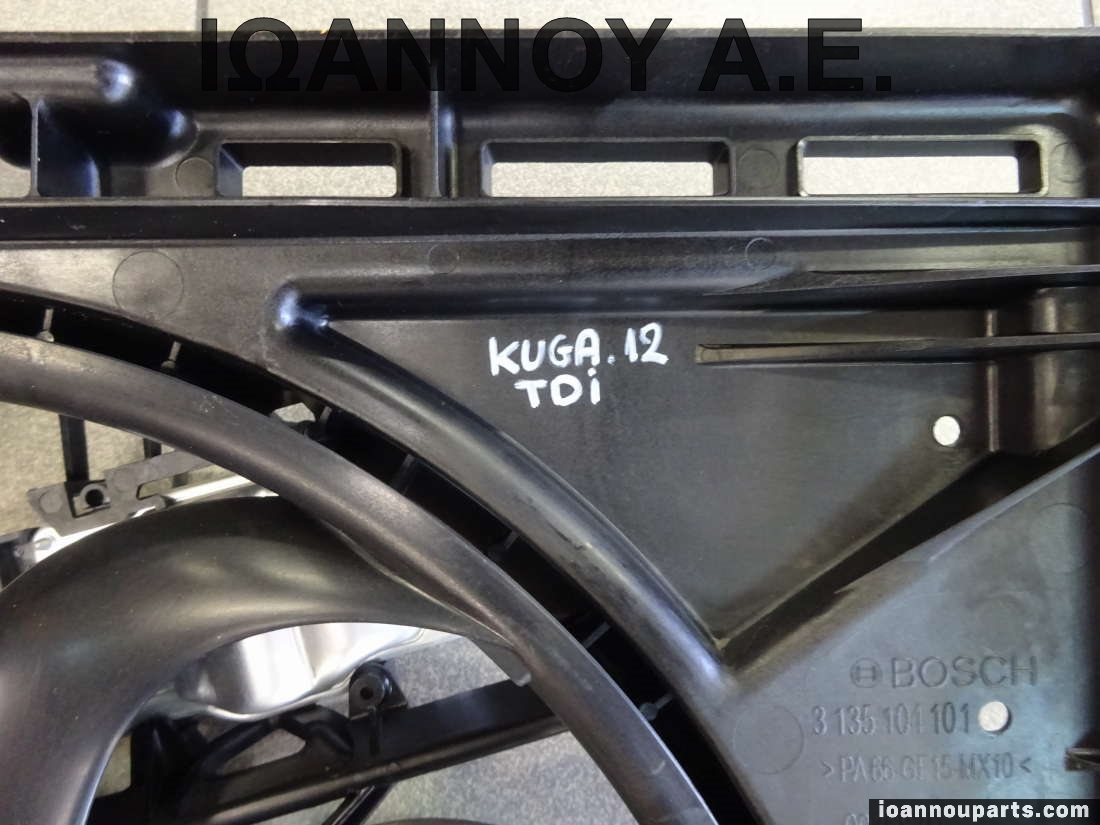 ΙΩΑΝΝΟΥ Α.Ε.
KUGA.12
TDi
BOSCH
3 135 104 101
>PA66-GF15-MX10<
ioannouparts.com